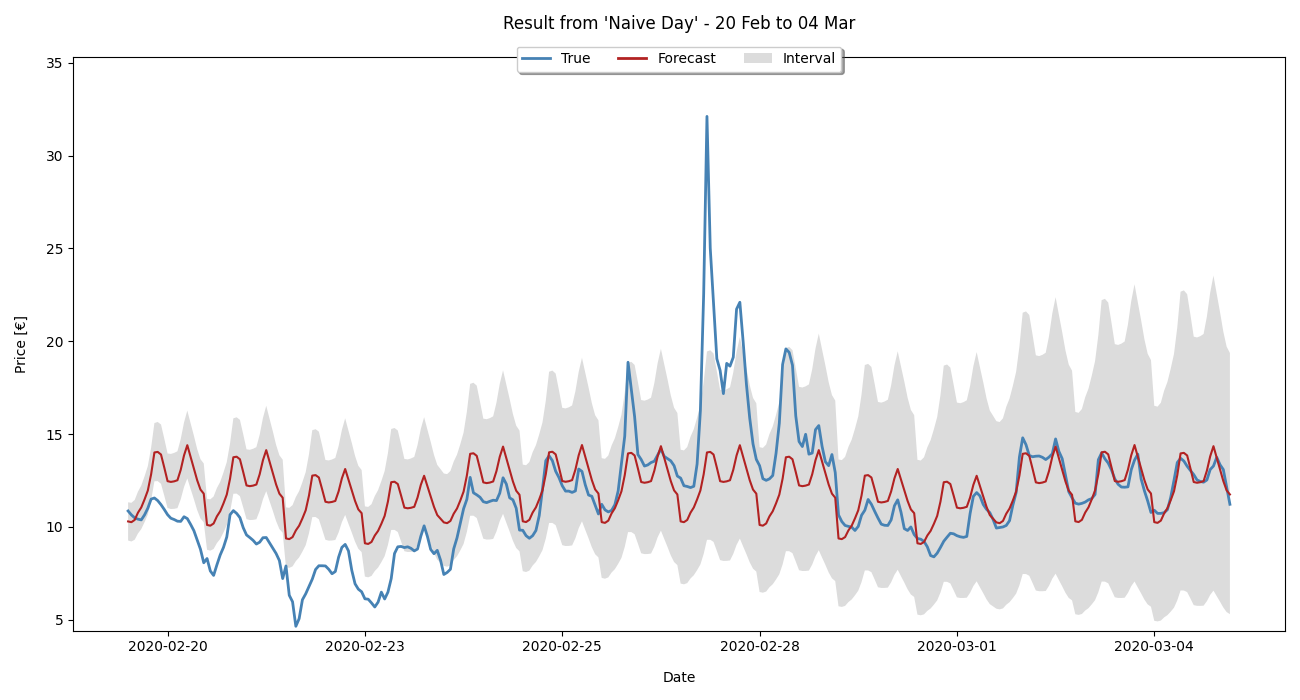 Result from 'Naive Day' - 20 Feb to 04 Mar
True Forecast Interval
35
30
25
20
15
10
5
Price [€]
2020-02-20 2020-02-23 2020-02-25 2020-02-28 2020-03-01 2020-03-04
Date